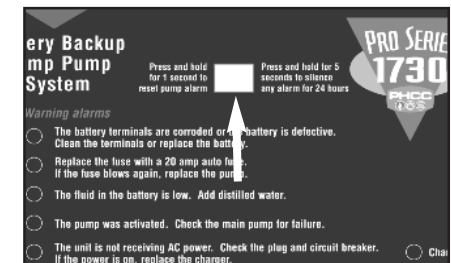 ery Backup
mp Pump
System
Press and hold
for 1 second to
reset pump alarm
Press and hold for 5
seconds to silence
any alarm for 24 hours
PRO SERIE
1730
PHCC
Warning alarms
The battery terminals are corroded or the battery is defective.
Clean the terminals or replace the battery.
Replace the fuse with a 20 amp auto fuse.
If the fuse blows again, replace the pump.
The fluid in the battery is low. Add distilled water.
The pump was activated. Check the main pump for failure.
The unit is not receiving AC power. Check the plug and circuit breaker.
If the power is on, replace the charger.
Char